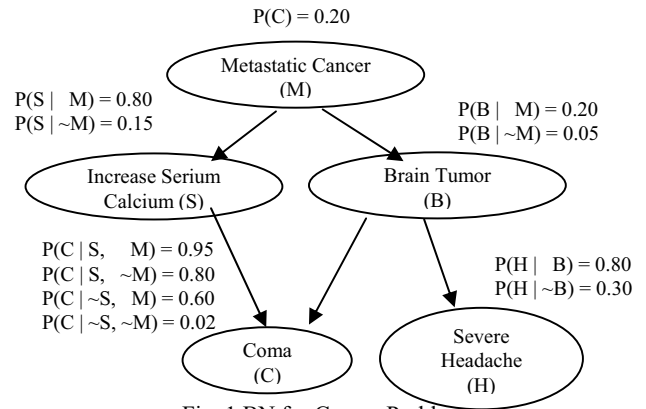 P(C) = 0.20
Metastatic Cancer
(M)
P(S | M) = 0.80
P(S | ~M) = 0.15
P(B | M) = 0.20
P(B | ~M) = 0.05
Increase Serium
Calcium (S)
Brain Tumor
(B)
P(C | S, M) = 0.95
P(C | S, ~M) = 0.80
P(C | ~S, M) = 0.60
P(C | ~S, ~M) = 0.02
P(H | B) = 0.80
P(H | ~B) = 0.30
Coma
(C)
Severe
Headache
(H)